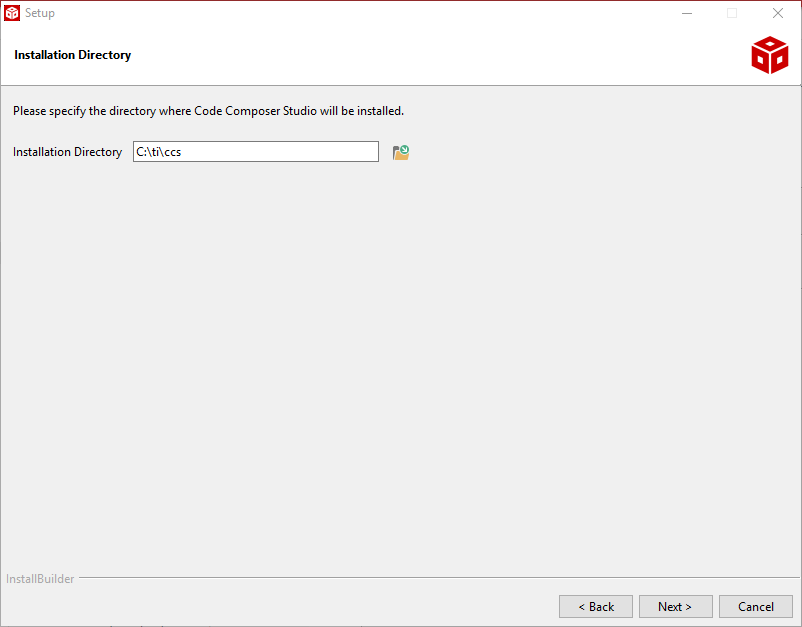 Setup
Installation Directory
Please specify the directory where Code Composer Studio will be installed.
Installation Directory C:\ti\ccs
InstallBuilder
< Back Next > Cancel